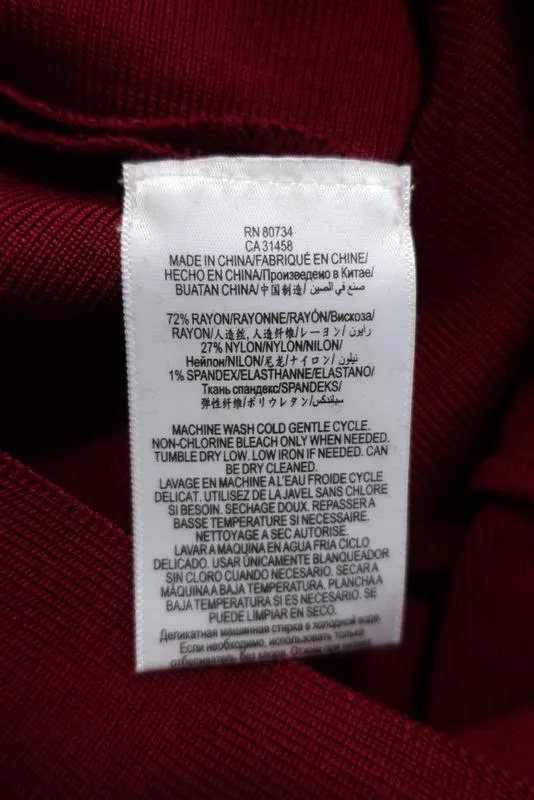 RN 80734
CA 31458
MADE IN CHINA/FABRIQUÉ EN CHINE/
HECHO EN CHINA/Произведено в Китае/
BUATAN CHINA/中国制造/ صنع في الصين
72% RAYON/RAYONNE/RAYÓN/Вискоза/
RAYON/人造丝, 人造纤维/レーヨン/ رايون
27% NYLON/NYLON/NILON/
Нейлон/NILON/尼龙/ナイロン/ نيلون
1% SPANDEX/ELASTHANNE/ELASTANO/
Ткань спандекс/SPANDEKS/
弹性纤维/ポリウレタン/ سباندكس
MACHINE WASH COLD GENTLE CYCLE.
NON-CHLORINE BLEACH ONLY WHEN NEEDED.
TUMBLE DRY LOW. LOW IRON IF NEEDED. CAN
BE DRY CLEANED.
LAVAGE EN MACHINE A L'EAU FROIDE CYCLE
DELICAT. UTILISEZ DE LA JAVEL SANS CHLORE
SI BESOIN. SECHAGE DOUX. REPASSER A
BASSE TEMPERATURE SI NECESSAIRE.
NETTOYAGE A SEC AUTORISE.
LAVAR A MAQUINA EN AGUA FRIA CICLO
DELICADO. USAR ÚNICAMENTE BLANQUEADOR
SIN CLORO CUANDO NECESARIO. SECAR A
MÁQUINA A BAJA TEMPERATURA. PLANCHA A
BAJA TEMPERATURA SI ES NECESARIO. SE
PUEDE LIMPIAR EN SECO.
Деликатная машинная стирка в холодной воде.
Если необходимо, использовать только
отбеливатель без хлора. Отжим при